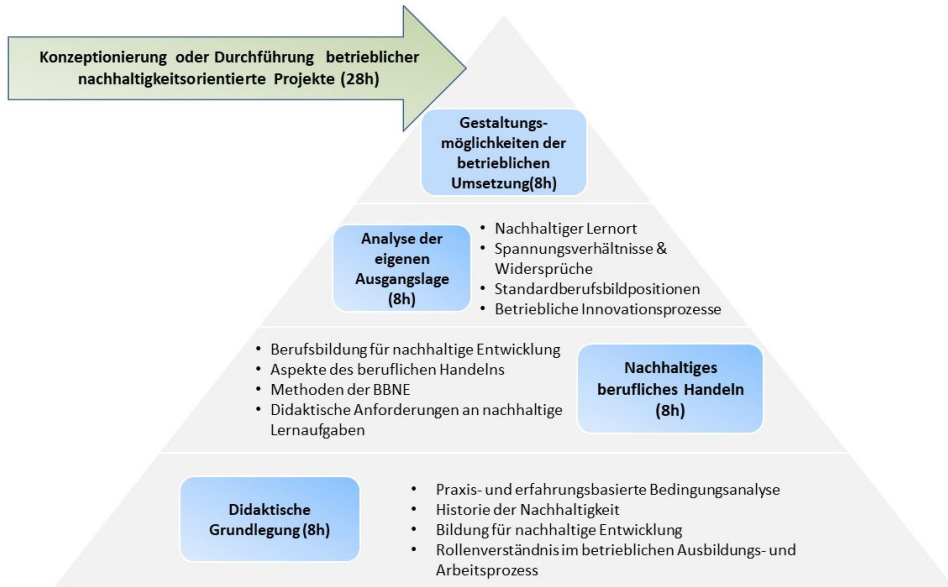 Konzeptionierung oder Durchführung betrieblicher
nachhaltigkeitsorientierte Projekte (28h)
Gestaltungs-
möglichkeiten der
betrieblichen
Umsetzung(8h)
Analyse der
eigenen
Ausgangslage
(8h)
• Nachhaltiger Lernort
• Spannungsverhältnisse &
Widersprüche
• Standardberufsbildpositionen
• Betriebliche Innovationsprozesse
• Berufsbildung für nachhaltige Entwicklung
• Aspekte des beruflichen Handelns
• Methoden der BBNE
• Didaktische Anforderungen an nachhaltige
Lernaufgaben
Nachhaltiges
berufliches Handeln
(8h)
Didaktische
Grundlegung (8h)
• Praxis- und erfahrungsbasierte Bedingungsanalyse
• Historie der Nachhaltigkeit
• Bildung für nachhaltige Entwicklung
• Rollenverständnis im betrieblichen Ausbildungs- und
Arbeitsprozess